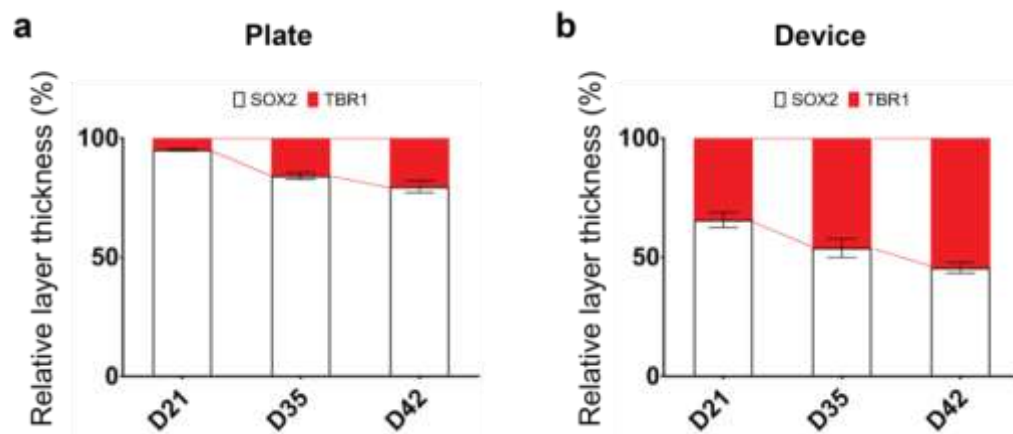 a
Plate
SOX2 TBR1
Relative layer thickness (%)
100
50
0
D21
D35
D42
b
Device
SOX2 TBR1
Relative layer thickness (%)
100
50
0
D21
D35
D42